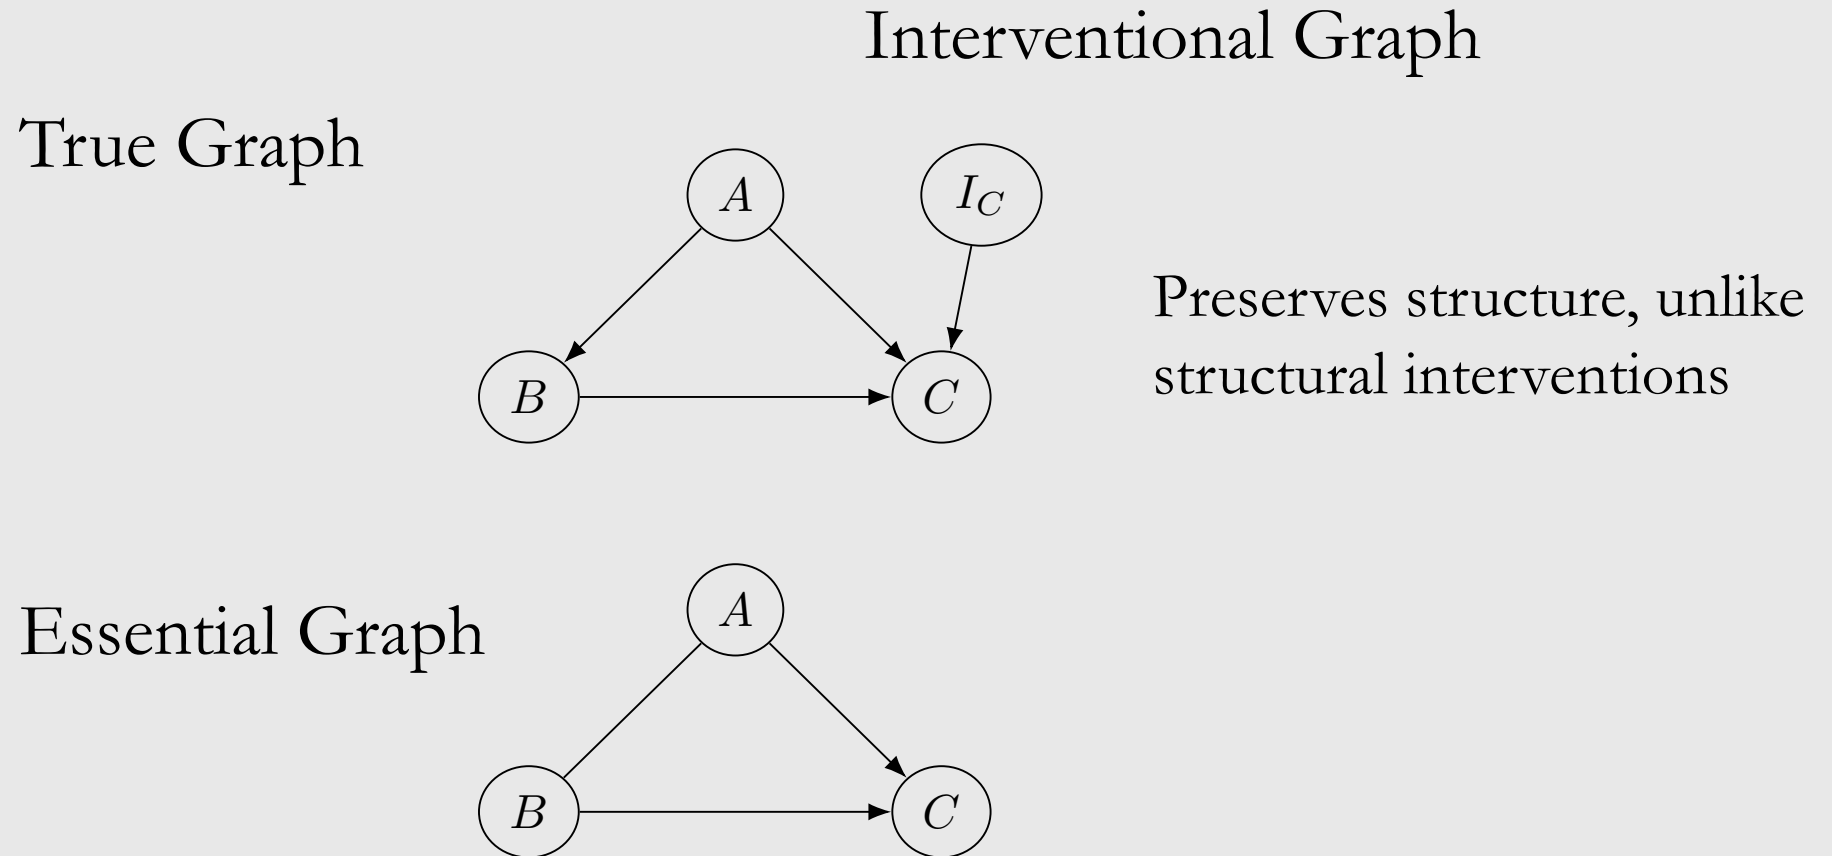 Interventional Graph
True Graph
A
I_C
Preserves structure, unlike
structural interventions
B
C
Essential Graph
A
B
C